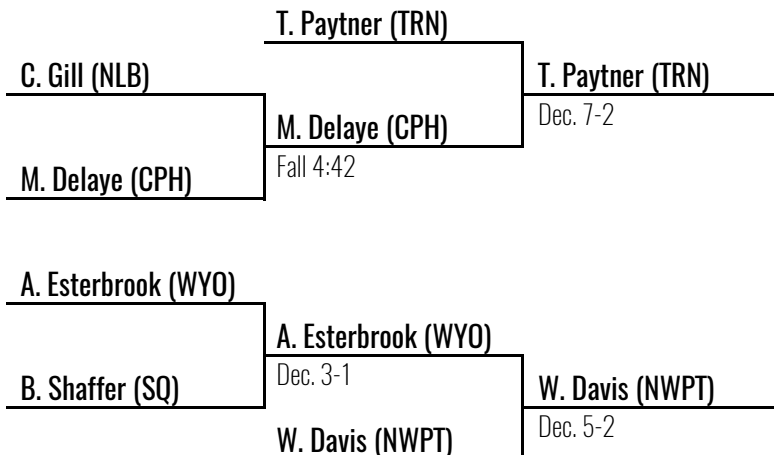 T. Paytner (TRN)
C. Gill (NLB)
T. Paytner (TRN)
Dec. 7-2
M. Delaye (CPH)
Fall 4:42
M. Delaye (CPH)
A. Esterbrook (WYO)
A. Esterbrook (WYO)
Dec. 3-1
B. Shaffer (SQ)
W. Davis (NWPT)
Dec. 5-2
W. Davis (NWPT)